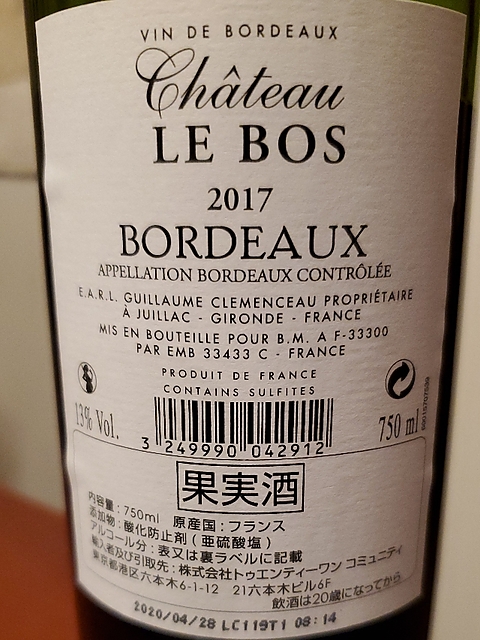 VIN DE BORDEAUX
Château
LE BOS
2017
BORDEAUX
APPELLATION BORDEAUX CONTRÔLÉE
E.A.R.L. GUILLAUME CLEMENCEAU PROPRIÉTAIRE
À JUILLAC - GIRONDE - FRANCE
MIS EN BOUTEILLE POUR B.M. A F-33300
PAR EMB 33433 C - FRANCE
PRODUIT DE FRANCE
CONTAINS SULFITES
13% Vol.
750 ml
3 249990 042912
果実酒
内容量：750ml 原産国：フランス
添加物：酸化防止剤（亜硫酸塩）
アルコール分：表又は裏ラベルに記載
輸入者及び引取先：株式会社トゥエンティーワン コミュニティ
東京都港区六本木6-1-12 21六本木ビル6F
飲酒は20歳になってから
2020/04/28 LC119T1 08:14